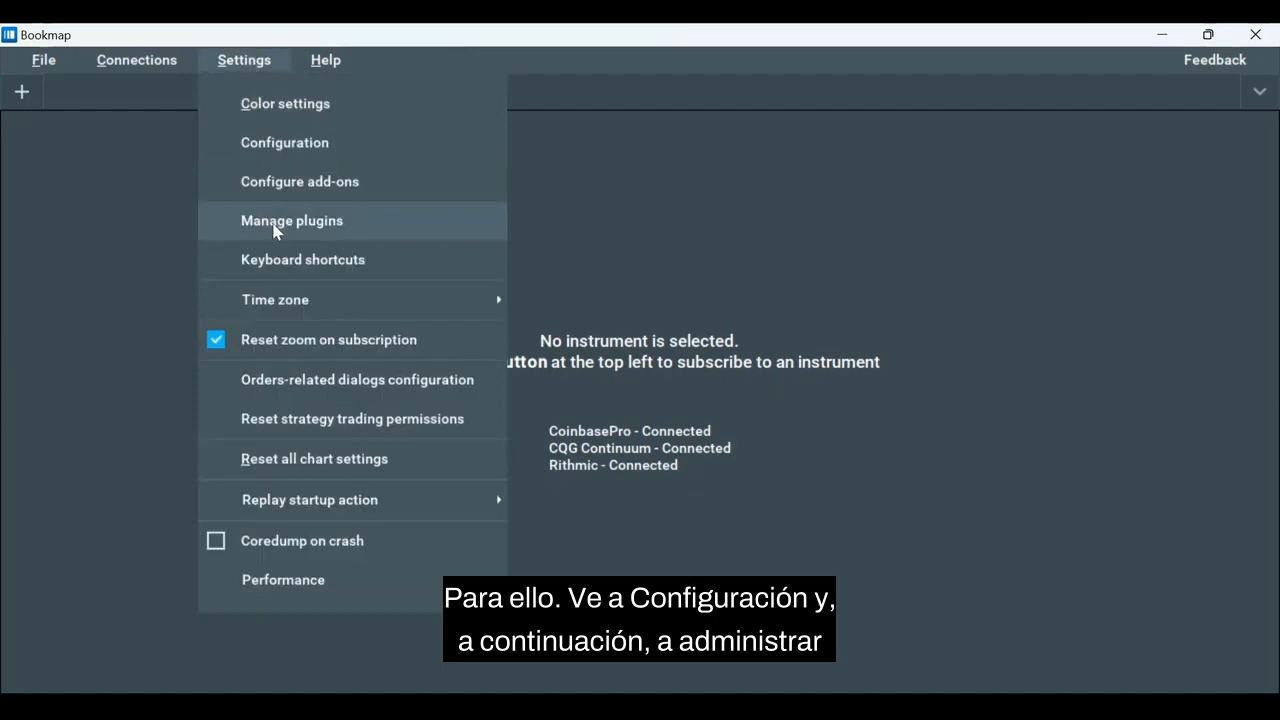 Bookmap
File Connections Settings Help Feedback
Color settings
Configuration
Configure add-ons
Manage plugins
Keyboard shortcuts
Time zone
Reset zoom on subscription
Orders-related dialogs configuration
Reset strategy trading permissions
Reset all chart settings
Replay startup action
Coredump on crash
Performance
No instrument is selected.
at the top left to subscribe to an instrument
CoinbasePro - Connected
CQG Continuum - Connected
Rithmic - Connected
Para ello. Ve a Configuración y,
a continuación, a administrar